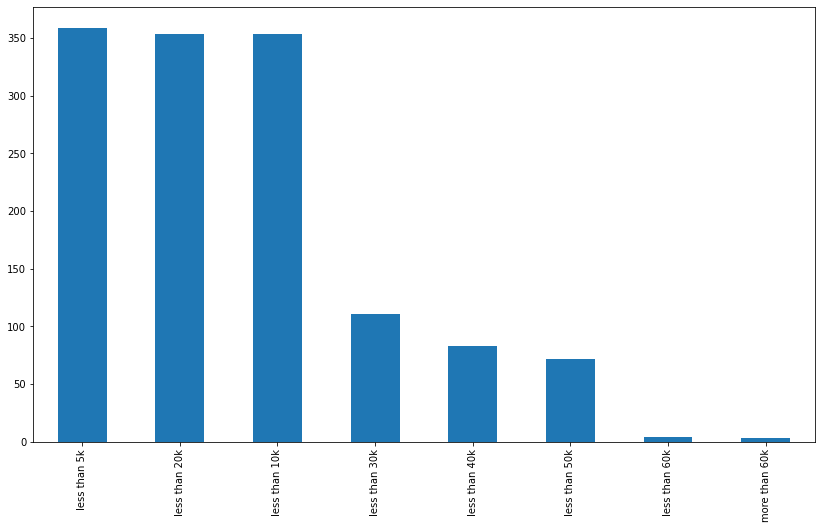 350
300
250
200
150
100
50
0
less than 5k
less than 20k
less than 10k
less than 30k
less than 40k
less than 50k
less than 60k
more than 60k